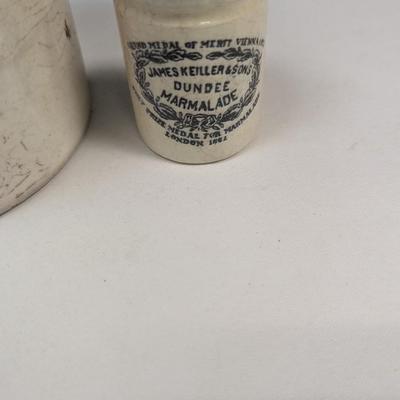 MEDAL OF MERIT VIENNA
JAMES KEILLER & SONS
DUNDEE
MARMALADE
PRIZE MEDAL FOR MARMALADE
LONDON 1862